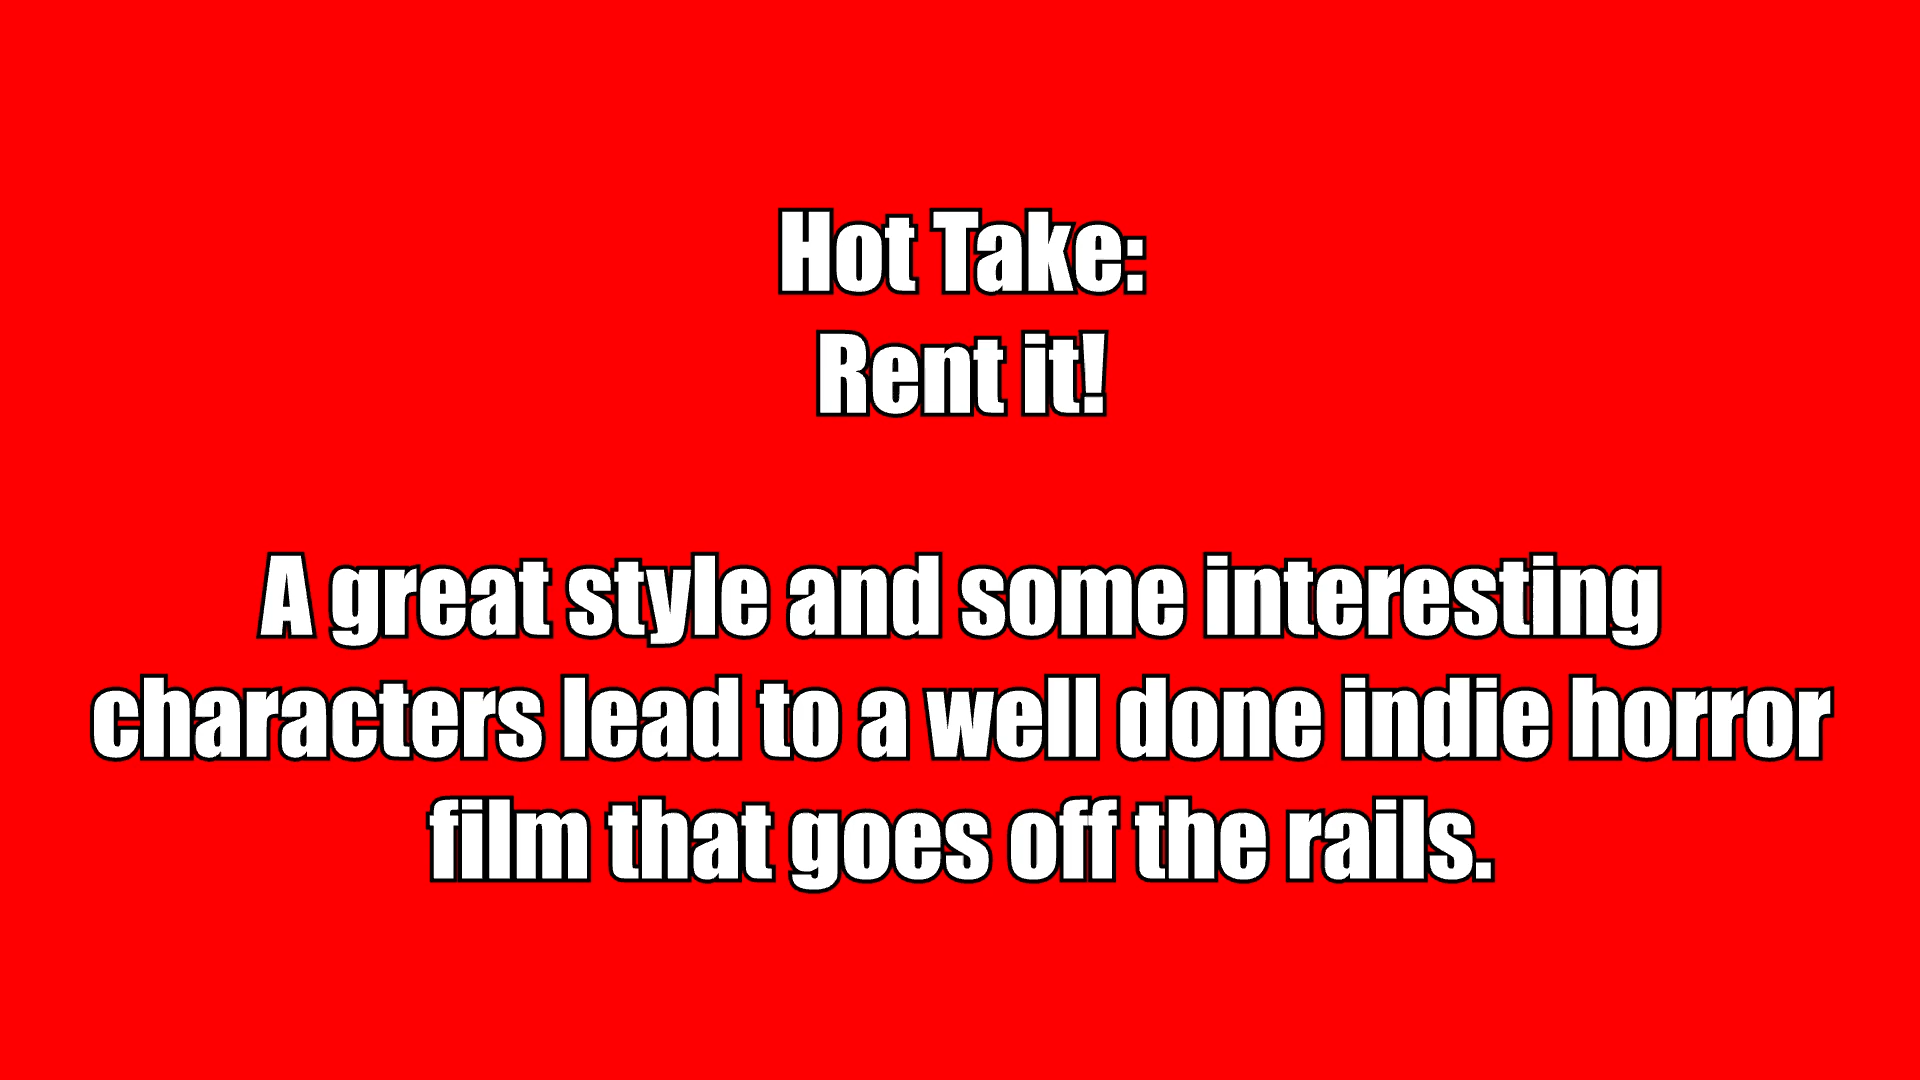 Hot Take:
Rent it!
A great style and some interesting
characters lead to a well done indie horror
film that goes off the rails.